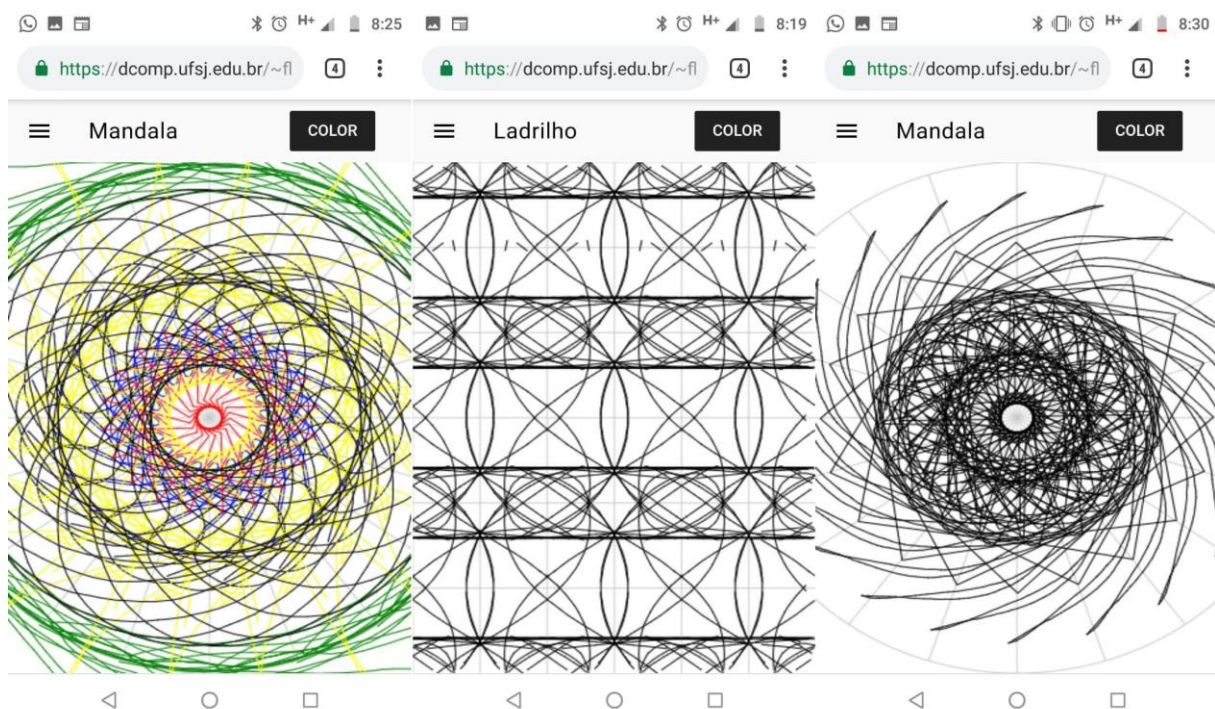 H+ 8:25
https://dcomp.ufsj.edu.br/~fl 4
Mandala COLOR
H+ 8:19
https://dcomp.ufsj.edu.br/~fl 4
Ladrilho COLOR
H+ 8:30
https://dcomp.ufsj.edu.br/~fl 4
Mandala COLOR